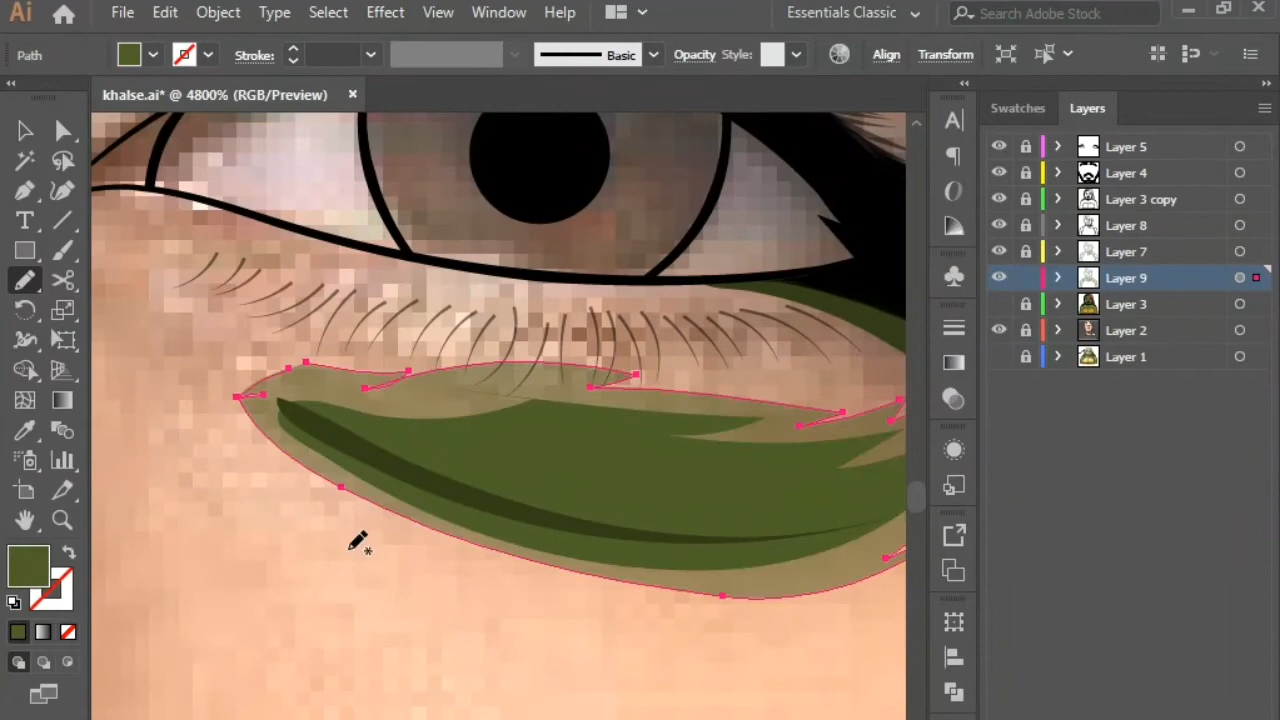 Ai File Edit Object Type Select Effect View Window Help Essentials Classic Search Adobe Stock
Path Stroke: Basic Opacity Style: Align Transform
khalse.ai* @ 4800% (RGB/Preview)
Swatches Layers
Layer 5
Layer 4
Layer 3 copy
Layer 8
Layer 7
Layer 9
Layer 3
Layer 2
Layer 1